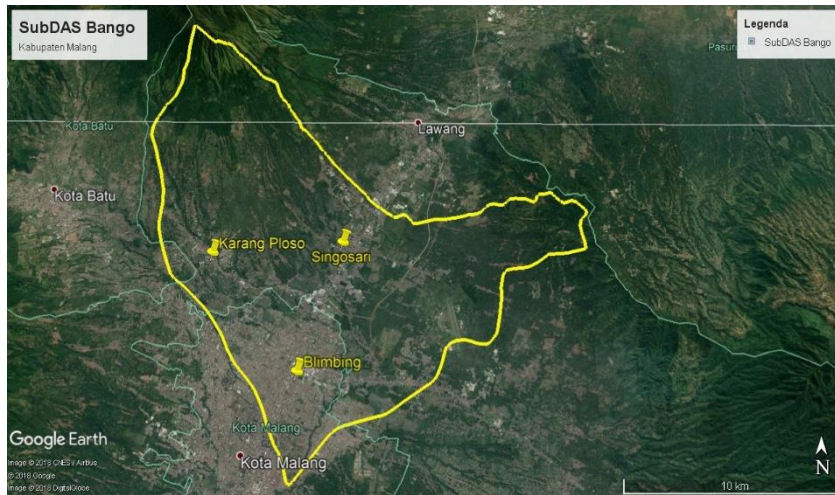 SubDAS Bango
Kabupaten Malang
Legenda
SubDAS Bango
Kota Batu
Lawang
Kota Batu
Karang Ploso
Singosari
Blimbing
Kota Malang
Kota Malang
Google Earth
Image © 2018 CNES / Airbus
© 2018 Google
Image © 2018 DigitalGlobe
N
10 km